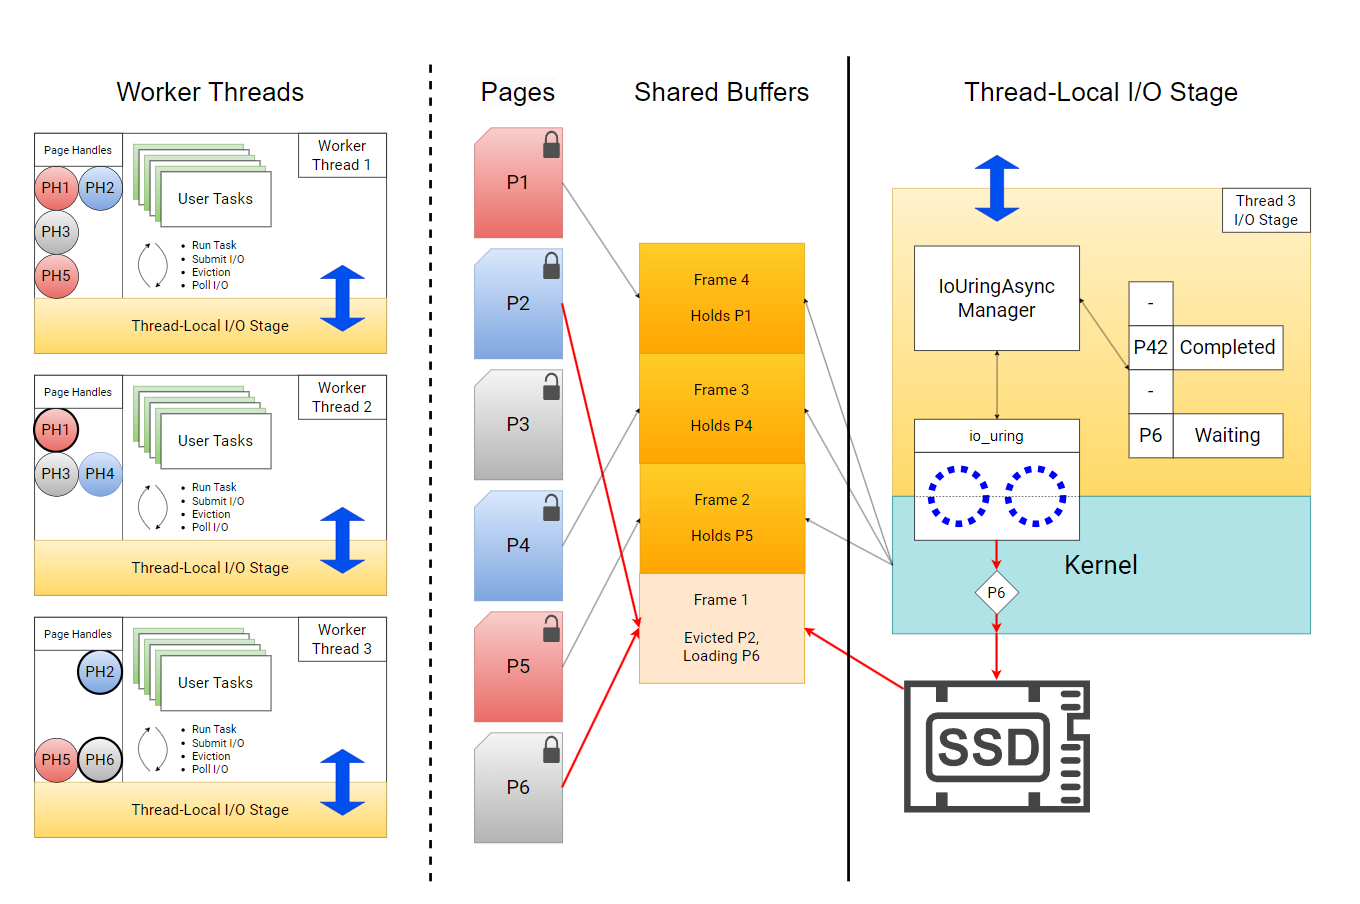 Worker Threads
Page Handles
Worker
Thread 1
PH1
PH2
PH3
PH5
User Tasks
• Run Task
• Submit I/O
• Eviction
• Poll I/O
Thread-Local I/O Stage
Page Handles
Worker
Thread 2
PH1
PH3
PH4
User Tasks
• Run Task
• Submit I/O
• Eviction
• Poll I/O
Thread-Local I/O Stage
Page Handles
Worker
Thread 3
PH2
PH5
PH6
User Tasks
• Run Task
• Submit I/O
• Eviction
• Poll I/O
Thread-Local I/O Stage
Pages
P1
P2
P3
P4
P5
P6
Shared Buffers
Frame 4
Holds P1
Frame 3
Holds P4
Frame 2
Holds P5
Frame 1
Evicted P2,
Loading P6
Thread-Local I/O Stage
Thread 3
I/O Stage
IoUringAsync
Manager
-
P42 Completed
-
P6 Waiting
io_uring
Kernel
P6
SSD